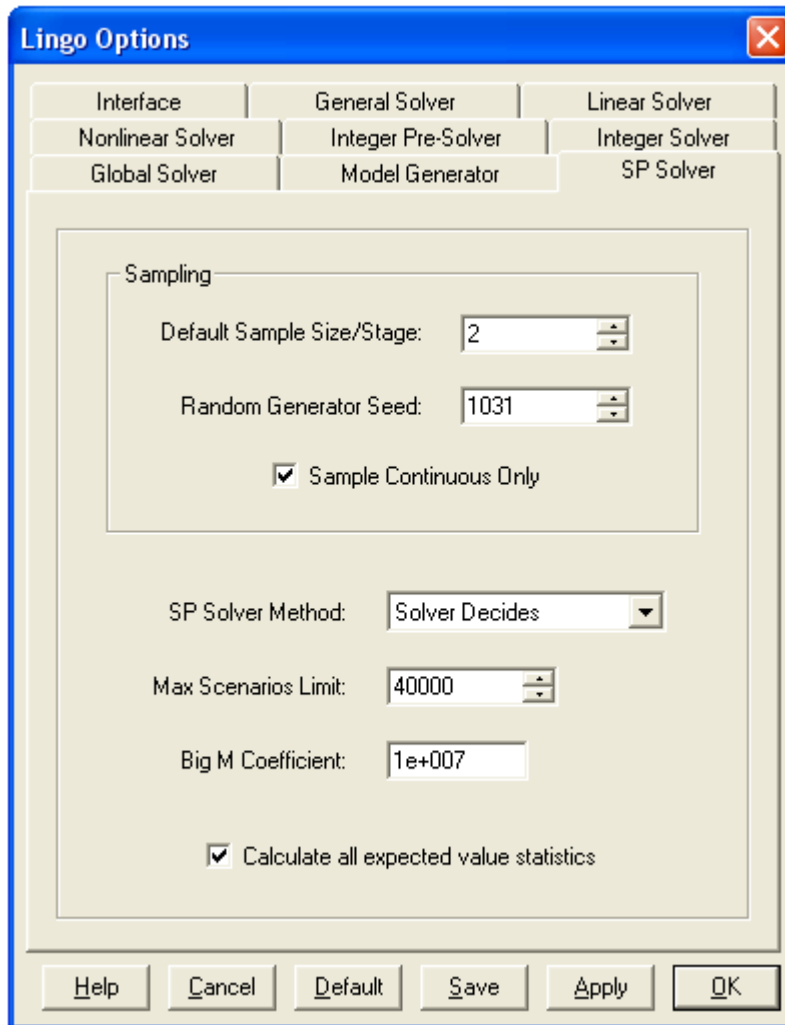 Lingo Options
Interface General Solver Linear Solver
Nonlinear Solver Integer Pre-Solver Integer Solver
Global Solver Model Generator SP Solver
Sampling
Default Sample Size/Stage: 2
Random Generator Seed: 1031
Sample Continuous Only
SP Solver Method: Solver Decides
Max Scenarios Limit: 40000
Big M Coefficient: 1e+007
Calculate all expected value statistics
Help Cancel Default Save Apply OK